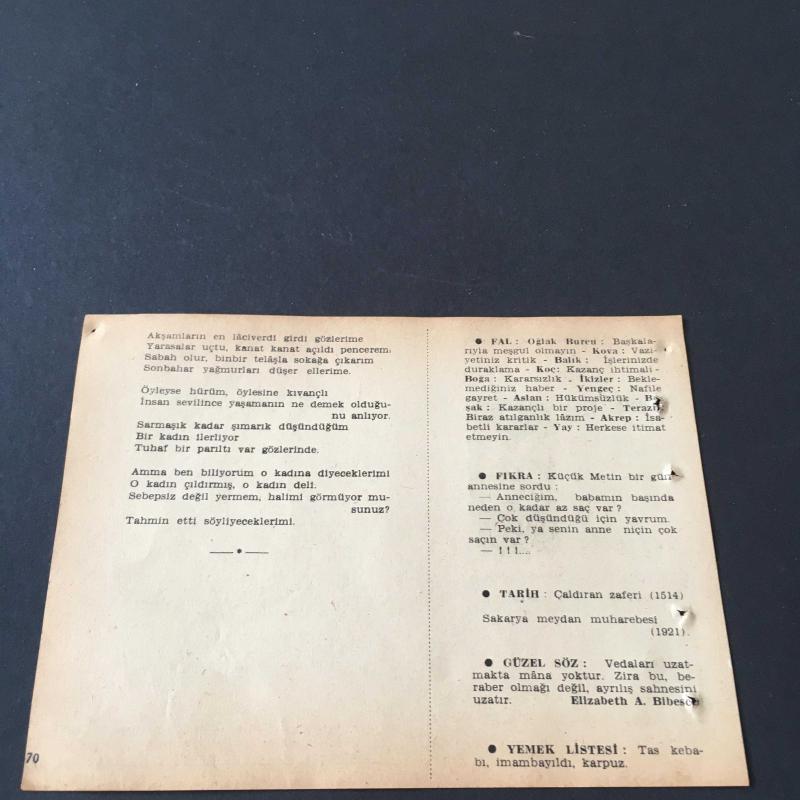 Akşamların en lâciverdi girdi gözlerime
Yarasalar uçtu, kanat kanat açıldı pencerem
Sabah olur, binbir telâşla sokağa çıkarım
Sonbahar yağmurları düşer ellerime.
Öyleyse hürüm, öylesine kıvançlı
İnsan sevilince yaşamanın ne demek olduğu-
nu anlıyor.
Sarmaşık kadar şımarık düşündüğüm
Bir kadın ilerliyor
Tuhaf bir parıltı var gözlerinde.
Amma ben biliyorum o kadına diyeceklerimi
O kadın çıldırmış, o kadın deli.
Sebepsiz değil yermem, halimi görmüyor mu-
sunuz?
Tahmin etti söyliyeceklerimi.
70
● FAL : Oğlak Burcu : Başkala-
rıyla meşgul olmayın - Kova : Vazi-
yetiniz kritik - Balık : İşlerinizde
duraklama - Koç: Kazanç ihtimali -
Boğa : Kararsızlık - İkizler : Bekle-
mediğiniz haber - Yengeç : Nafile
gayret - Aslan : Hükümsüzlük - Ba-
şak : Kazançlı bir proje - Terazi:
Biraz atılganlık lâzım - Akrep : İsa-
betli kararlar - Yay : Herkese itimat
etmeyin.
● FIKRA : Küçük Metin bir gün
annesine sordu :
— Anneciğim, babamın başında
neden o kadar az saç var ?
— Çok düşündüğü için yavrum.
— Peki, ya senin anne niçin çok
saçın var ?
— ! ! !....
● TARİH : Çaldıran zaferi (1514)
Sakarya meydan muharebesi
(1921).
● GÜZEL SÖZ : Vedaları uzat-
makta mâna yoktur. Zira bu, be-
raber olmağı değil, ayrılış sahnesini
uzatır. Elizabeth A. Bibesco
● YEMEK LİSTESİ : Tas keba-
bı, imambayıldı, karpuz.